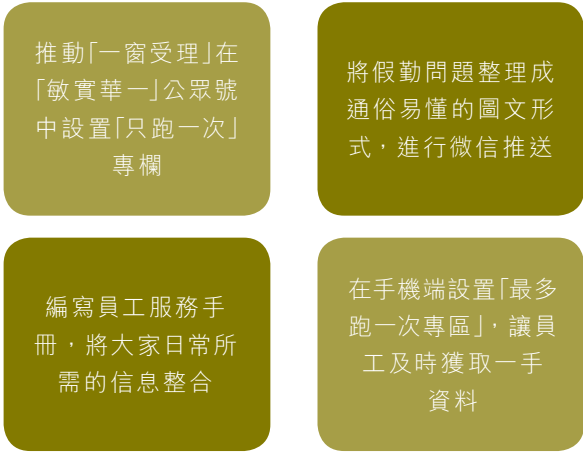 推動「一窗受理」在
「敏實華一」公眾號
中設置「只跑一次」
專欄
將假勤問題整理成
通俗易懂的圖文形
式，進行微信推送
編寫員工服務手
冊，將大家日常所
需的信息整合
在手機端設置「最多
跑一次專區」，讓員
工及時獲取一手
資料